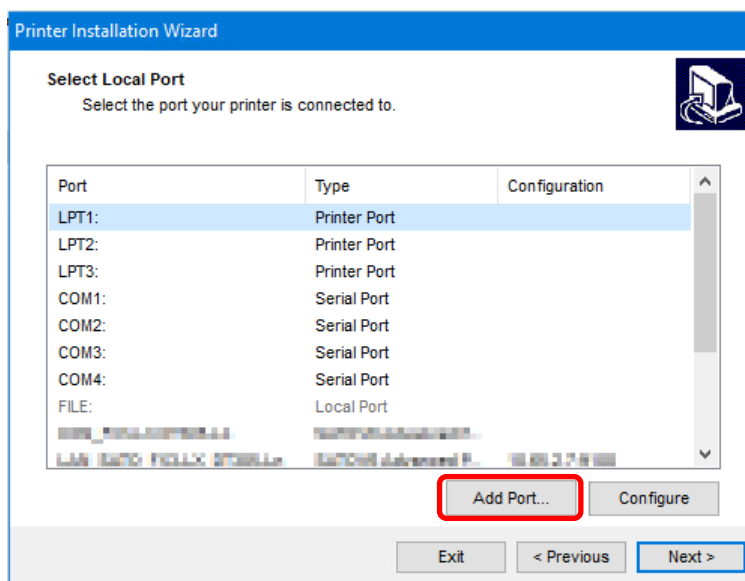 Printer Installation Wizard
Select Local Port
Select the port your printer is connected to.
Port Type Configuration
LPT1: Printer Port
LPT2: Printer Port
LPT3: Printer Port
COM1: Serial Port
COM2: Serial Port
COM3: Serial Port
COM4: Serial Port
FILE: Local Port
Add Port... Configure
Exit < Previous Next >